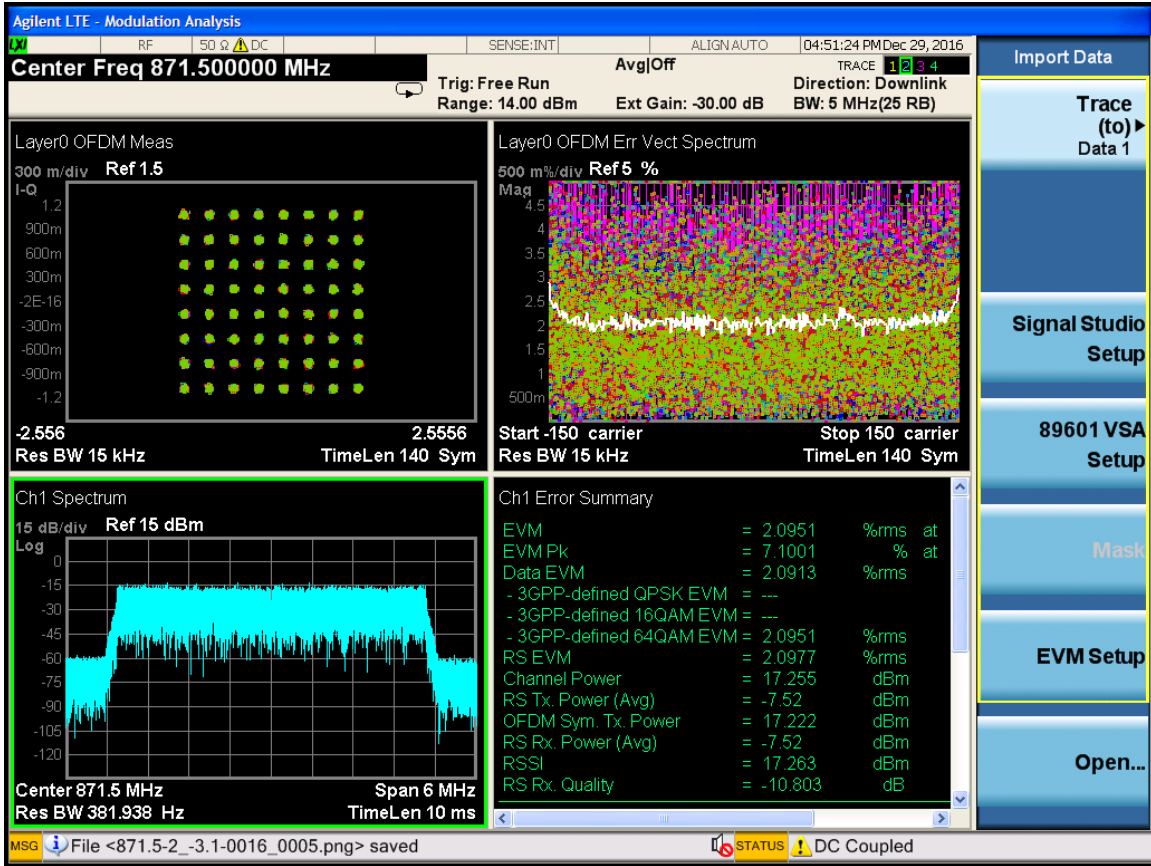 Agilent LTE - Modulation Analysis
LXI RF 50 Ω DC SENSE:INT ALIGN AUTO 04:51:24 PM Dec 29, 2016
Center Freq 871.500000 MHz
Avg|Off
TRACE 1 2 3 4
Trig: Free Run
Direction: Downlink
Range: 14.00 dBm
Ext Gain: -30.00 dB
BW: 5 MHz(25 RB)
Layer0 OFDM Meas
300 m/div Ref 1.5
I-Q
1.2
900m
600m
300m
-2E-16
-300m
-600m
-900m
-1.2
-2.556 2.5556
Res BW 15 kHz TimeLen 140 Sym
Layer0 OFDM Err Vect Spectrum
500 m%/div Ref 5 %
Mag
4.5
4
3.5
3
2.5
2
1.5
1
500m
Start -150 carrier Stop 150 carrier
Res BW 15 kHz TimeLen 140 Sym
Ch1 Spectrum
15 dB/div Ref 15 dBm
Log
0
-15
-30
-45
-60
-75
-90
-105
-120
Center 871.5 MHz Span 6 MHz
Res BW 381.938 Hz TimeLen 10 ms
Ch1 Error Summary
EVM = 2.0951 %rms at
EVM Pk = 7.1001 % at
Data EVM = 2.0913 %rms
- 3GPP-defined QPSK EVM = ---
- 3GPP-defined 16QAM EVM = ---
- 3GPP-defined 64QAM EVM = 2.0951 %rms
RS EVM = 2.0977 %rms
Channel Power = 17.255 dBm
RS Tx. Power (Avg) = -7.52 dBm
OFDM Sym. Tx. Power = 17.222 dBm
RS Rx. Power (Avg) = -7.52 dBm
RSSI = 17.263 dBm
RS Rx. Quality = -10.803 dB
Import Data
Trace
(to)
Data 1
Signal Studio
Setup
89601 VSA
Setup
Mask
EVM Setup
Open...
MSG File <871.5-2_-3.1-0016_0005.png> saved STATUS DC Coupled